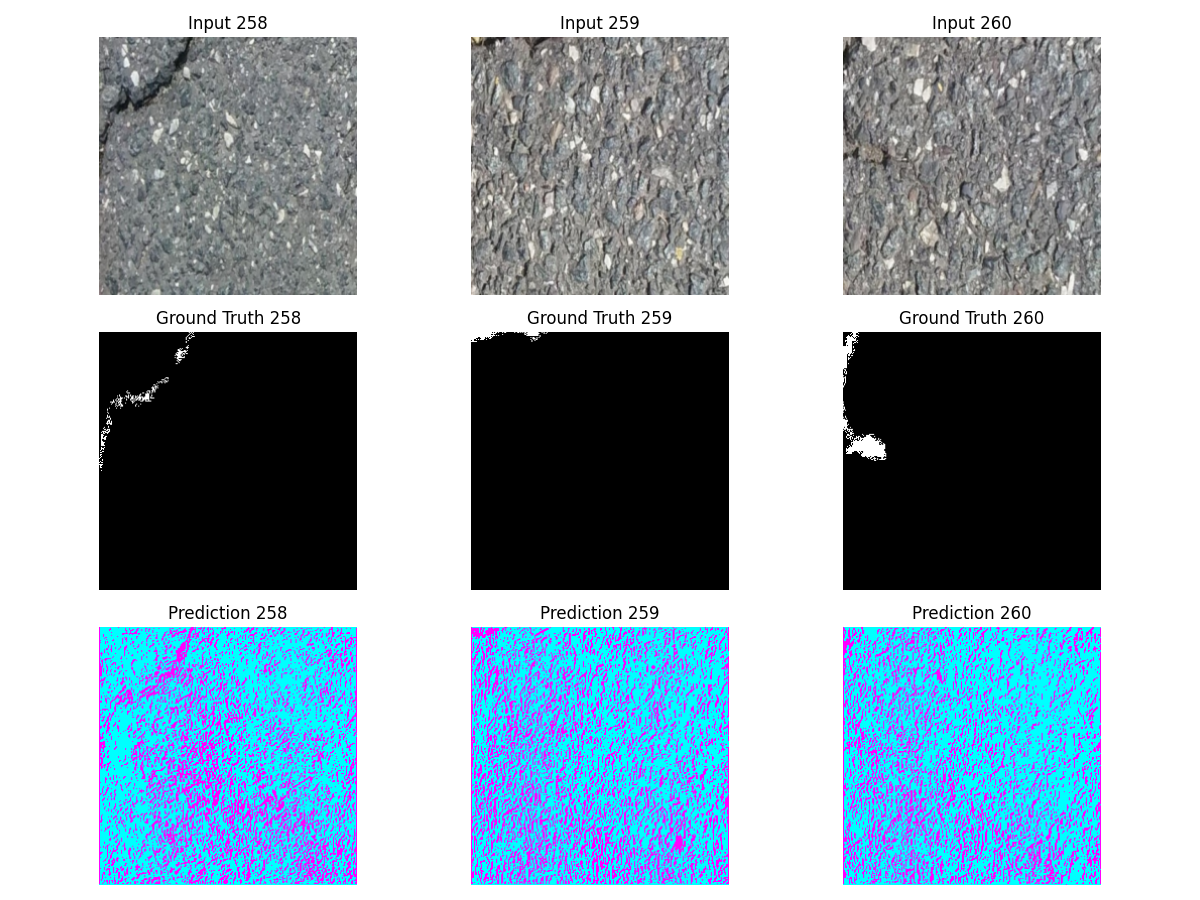 Input 258
Input 259
Input 260
Ground Truth 258
Ground Truth 259
Ground Truth 260
Prediction 258
Prediction 259
Prediction 260